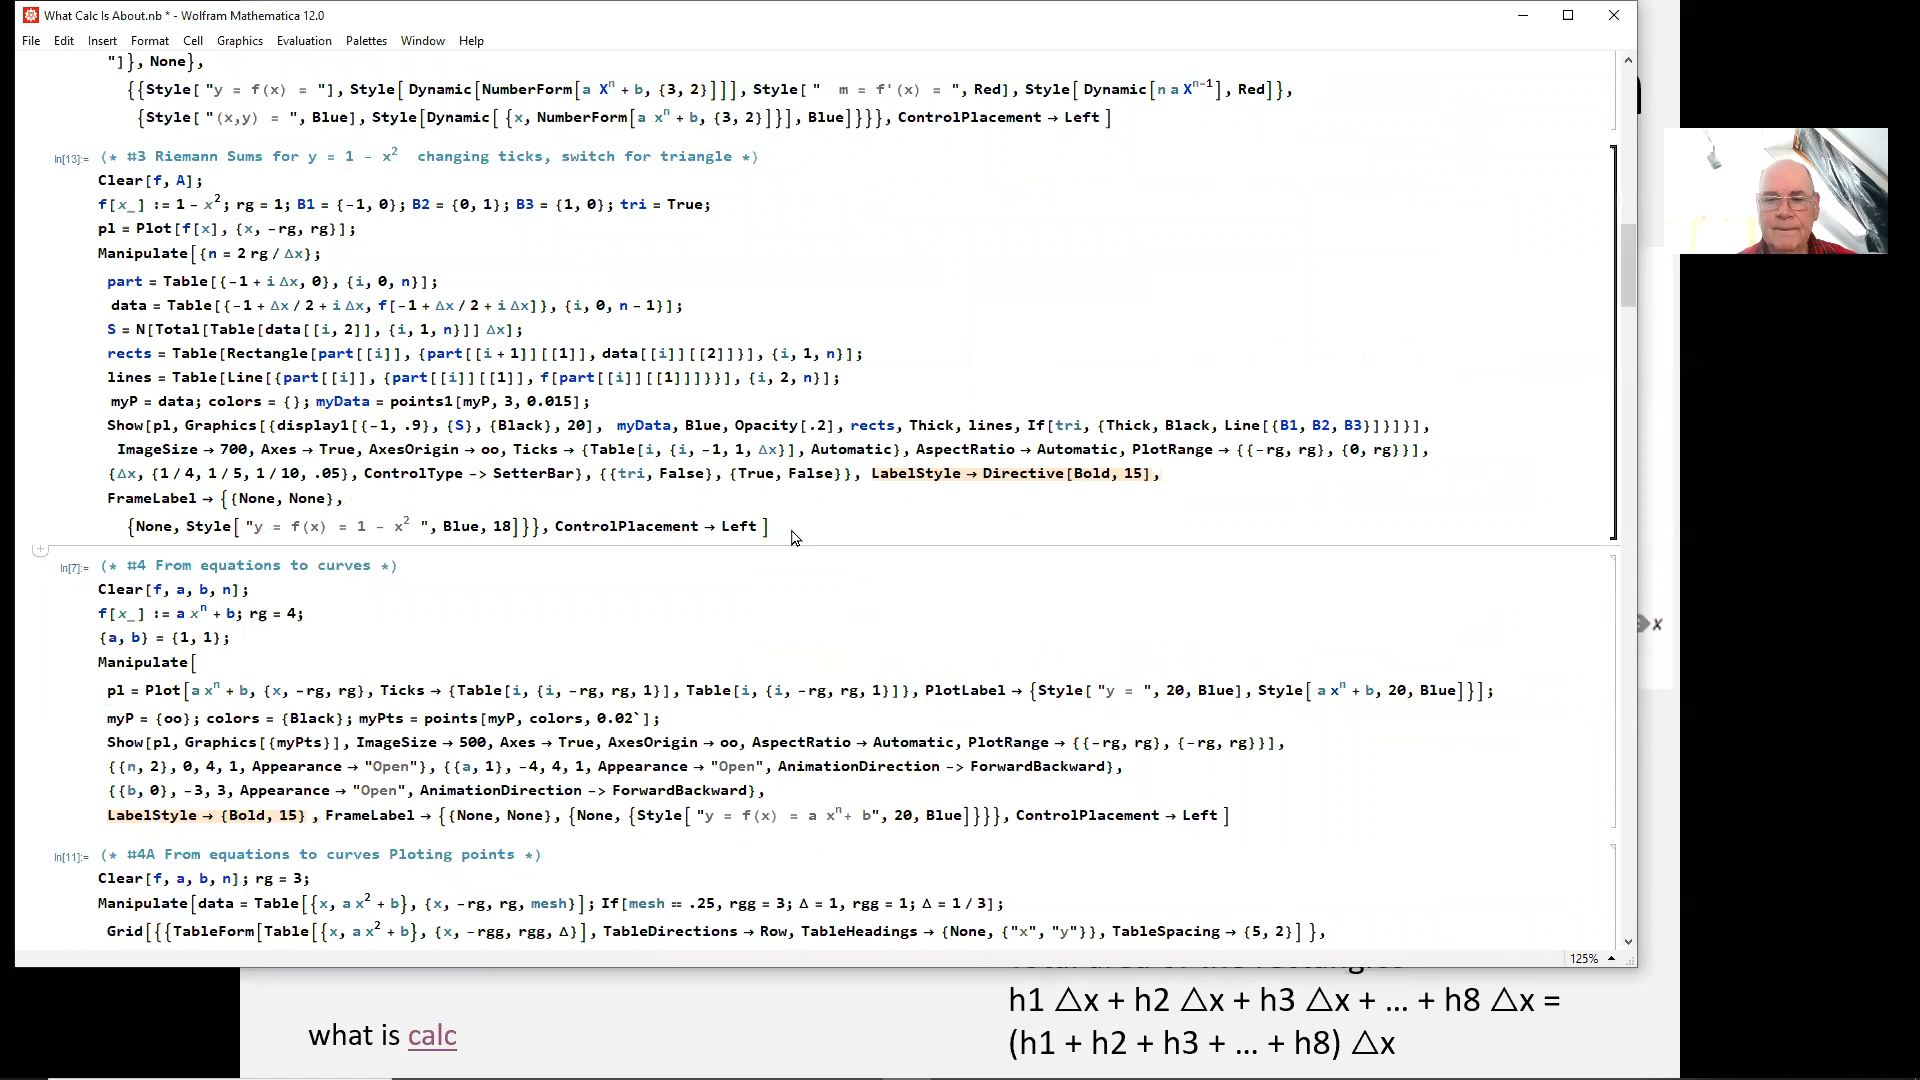 What Calc Is About.nb * - Wolfram Mathematica 12.0
File Edit Insert Format Cell Graphics Evaluation Palettes Window Help
"]}, None},
{{Style[ "y = f(x) = "], Style[Dynamic[NumberForm[a Xⁿ + b, {3, 2}]]], Style["  m = f'(x) = ", Red], Style[Dynamic[n a Xⁿ⁻¹], Red]},
{Style[ "(x,y) = ", Blue], Style[Dynamic[ {x, NumberForm[a xⁿ + b, {3, 2}]}], Blue]}}}, ControlPlacement → Left]
In[13]:= (* #3 Riemann Sums for y = 1 - x²  changing ticks, switch for triangle *)
Clear[f, A];
f[x_] := 1 - x²; rg = 1; B1 = {-1, 0}; B2 = {0, 1}; B3 = {1, 0}; tri = True;
pl = Plot[f[x], {x, -rg, rg}];
Manipulate[{n = 2 rg / Δx};
part = Table[{-1 + i Δx, 0}, {i, 0, n}];
data = Table[{-1 + Δx / 2 + i Δx, f[-1 + Δx / 2 + i Δx]}, {i, 0, n - 1}];
S = N[Total[Table[data[[i, 2]], {i, 1, n}]] Δx];
rects = Table[Rectangle[part[[i]], {part[[i + 1]][[1]], data[[i]][[2]]}], {i, 1, n}];
lines = Table[Line[{part[[i]], {part[[i]][[1]], f[part[[i]][[1]]]}}], {i, 2, n}];
myP = data; colors = {}; myData = points1[myP, 3, 0.015];
Show[pl, Graphics[{display1[{-1, .9}, {S}, {Black}, 20],  myData, Blue, Opacity[.2], rects, Thick, lines, If[tri, {Thick, Black, Line[{B1, B2, B3}]}]}],
ImageSize → 700, Axes → True, AxesOrigin → oo, Ticks → {Table[i, {i, -1, 1, Δx}], Automatic}, AspectRatio → Automatic, PlotRange → {{-rg, rg}, {0, rg}}],
{Δx, {1 / 4, 1 / 5, 1 / 10, .05}, ControlType -> SetterBar}, {{tri, False}, {True, False}}, LabelStyle → Directive[Bold, 15],
FrameLabel → {{None, None},
{None, Style[ "y = f(x) = 1 - x² ", Blue, 18]}}, ControlPlacement → Left]
In[7]:= (* #4 From equations to curves *)
Clear[f, a, b, n];
f[x_] := a xⁿ + b; rg = 4;
{a, b} = {1, 1};
Manipulate[
pl = Plot[a xⁿ + b, {x, -rg, rg}, Ticks → {Table[i, {i, -rg, rg, 1}], Table[i, {i, -rg, rg, 1}]}, PlotLabel → {Style[ "y = ", 20, Blue], Style[ a xⁿ + b, 20, Blue]}];
myP = {oo}; colors = {Black}; myPts = points[myP, colors, 0.02`];
Show[pl, Graphics[{myPts}], ImageSize → 500, Axes → True, AxesOrigin → oo, AspectRatio → Automatic, PlotRange → {{-rg, rg}, {-rg, rg}}],
{{n, 2}, 0, 4, 1, Appearance → "Open"}, {{a, 1}, -4, 4, 1, Appearance → "Open", AnimationDirection -> ForwardBackward},
{{b, 0}, -3, 3, Appearance → "Open", AnimationDirection -> ForwardBackward},
LabelStyle → {Bold, 15} , FrameLabel → {{None, None}, {None, {Style[ "y = f(x) = a xⁿ+ b", 20, Blue]}}}, ControlPlacement → Left]
In[11]:= (* #4A From equations to curves Ploting points *)
Clear[f, a, b, n]; rg = 3;
Manipulate[data = Table[{x, a x² + b}, {x, -rg, rg, mesh}]; If[mesh == .25, rgg = 3; Δ = 1, rgg = 1; Δ = 1 / 3];
Grid[{{TableForm[Table[{x, a x² + b}, {x, -rgg, rgg, Δ}], TableDirections → Row, TableHeadings → {None, {"x", "y"}}, TableSpacing → {5, 2}] },
125%
x
h1 △x + h2 △x + h3 △x + ... + h8 △x =
(h1 + h2 + h3 + ... + h8) △x
what is calc